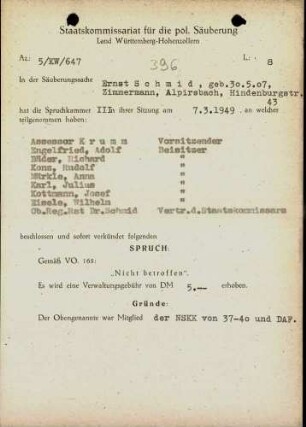 Staatskommissariat für die pol. Säuberung
Land Württemberg-Hohenzollern
Az.: 5/KW/647 396 L: 8
In der Säuberungssache Ernst Schmid, geb.30.5.07,
Zimmermann, Alpirsbach, Hindenburgstr.
43
hat die Spruchkammer III in ihrer Sitzung am 7.3.1949 an welcher
teilgenommen haben:
Assessor Krumm Vorsitzender
Engelfried, Adolf Beisitzer
Bäder, Richard "
Kons, Rudolf "
Märkle, Anna "
Karl, Julius "
Kottmann, Josef "
Eisele, Wilhelm "
Ob.Reg.Rat Dr.Schmid Vertr.d.Staatskommissars
beschlossen und sofort verkündet folgenden
SPRUCH:
Gemäß VO. 165:
„Nicht betroffen".
Es wird eine Verwaltungsgebühr von DM 5.-- erhoben.
Gründe:
Der Obengenannte war Mitglied der NSKK von 37-40 und DAF.